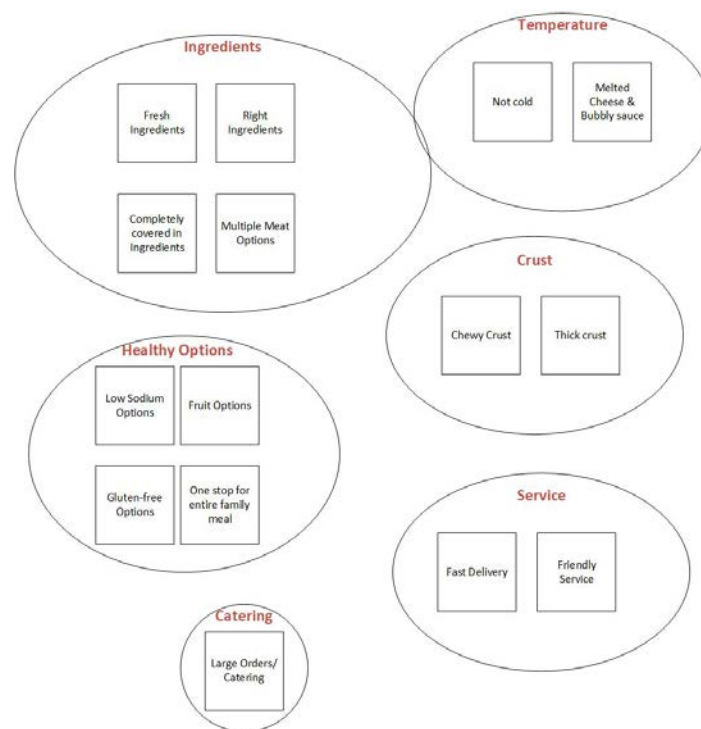 Ingredients
Fresh
Ingredients
Right
Ingredients
Completely
covered in
Ingredients
Multiple Meat
Options
Temperature
Not cold
Melted
Cheese &
Bubbly sauce
Crust
Chewy Crust
Thick crust
Healthy Options
Low Sodium
Options
Fruit Options
Gluten-free
Options
One stop for
entire family
meal
Service
Fast Delivery
Friendly
Service
Catering
Large Orders/
Catering